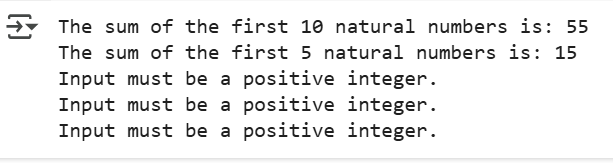 The sum of the first 10 natural numbers is: 55
The sum of the first 5 natural numbers is: 15
Input must be a positive integer.
Input must be a positive integer.
Input must be a positive integer.